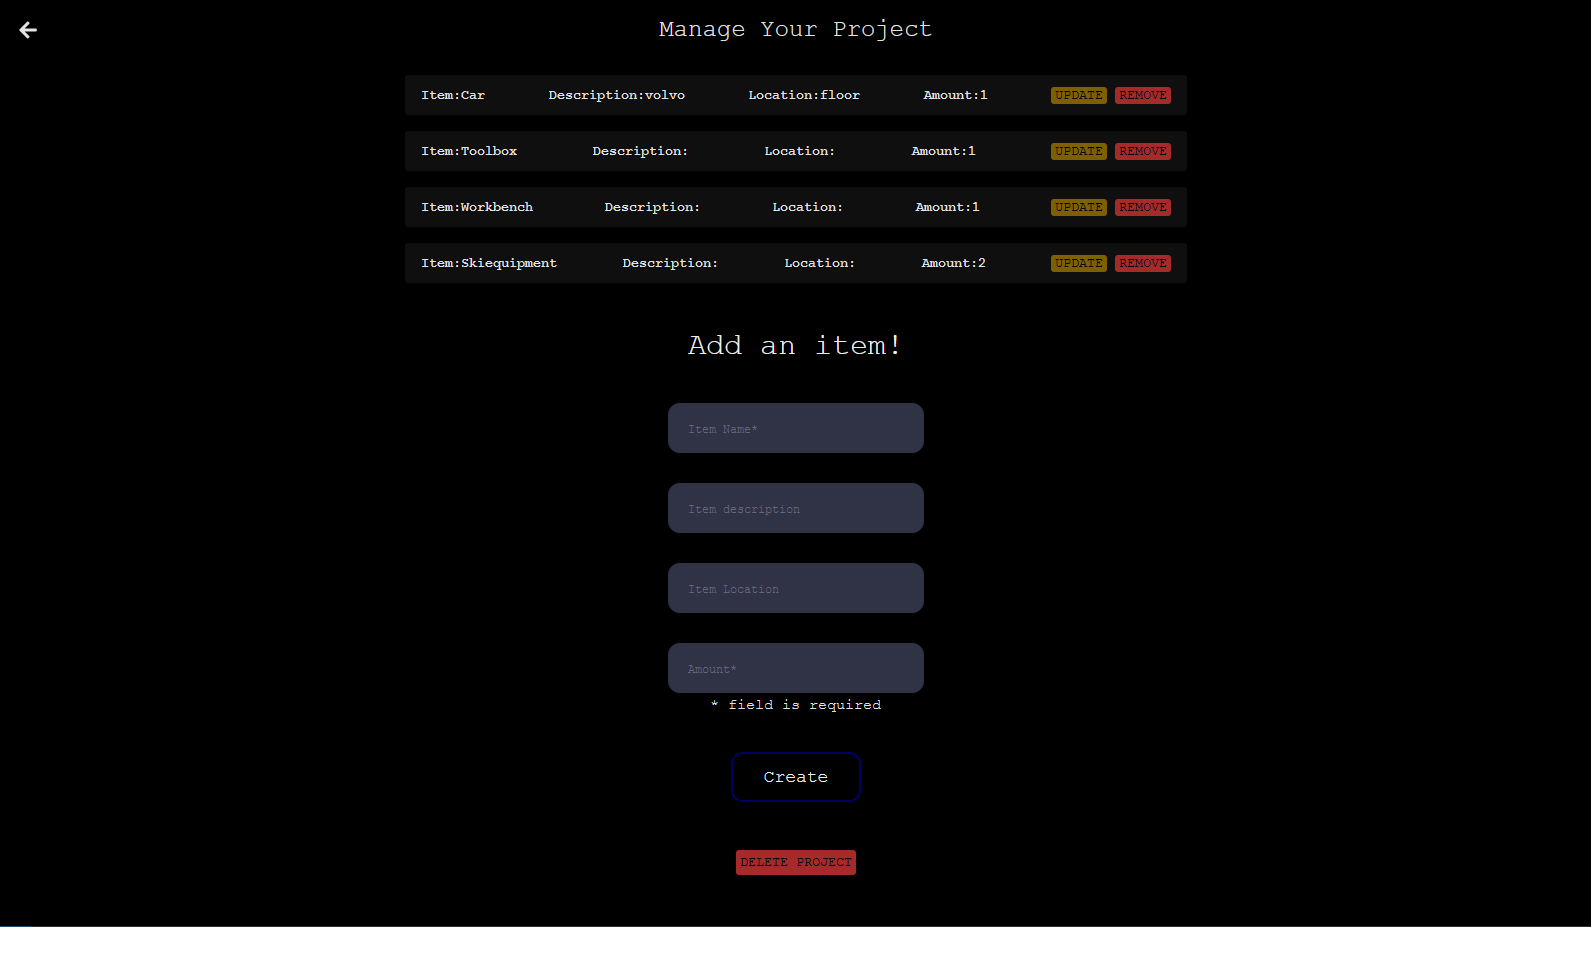 Manage Your Project
Item:Car Description:volvo Location:floor Amount:1 UPDATE REMOVE
Item:Toolbox Description: Location: Amount:1 UPDATE REMOVE
Item:Workbench Description: Location: Amount:1 UPDATE REMOVE
Item:Skiequipment Description: Location: Amount:2 UPDATE REMOVE
Add an item!
Item Name*
Item description
Item Location
Amount*
* field is required
Create
DELETE PROJECT